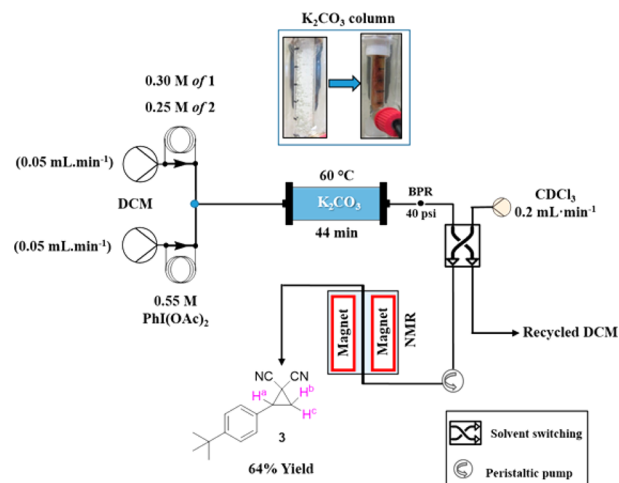 K₂CO₃ column
0.30 M of 1
0.25 M of 2
(0.05 mL.min⁻¹)
DCM
(0.05 mL.min⁻¹)
0.55 M
PhI(OAc)₂
60 °C
K₂CO₃
44 min
BPR
40 psi
CDCl₃
0.2 mL·min⁻¹
Recycled DCM
Magnet
Magnet
NMR
NC
CN
Hᵃ
Hᵇ
Hᶜ
3
64% Yield
Solvent switching
Peristaltic pump